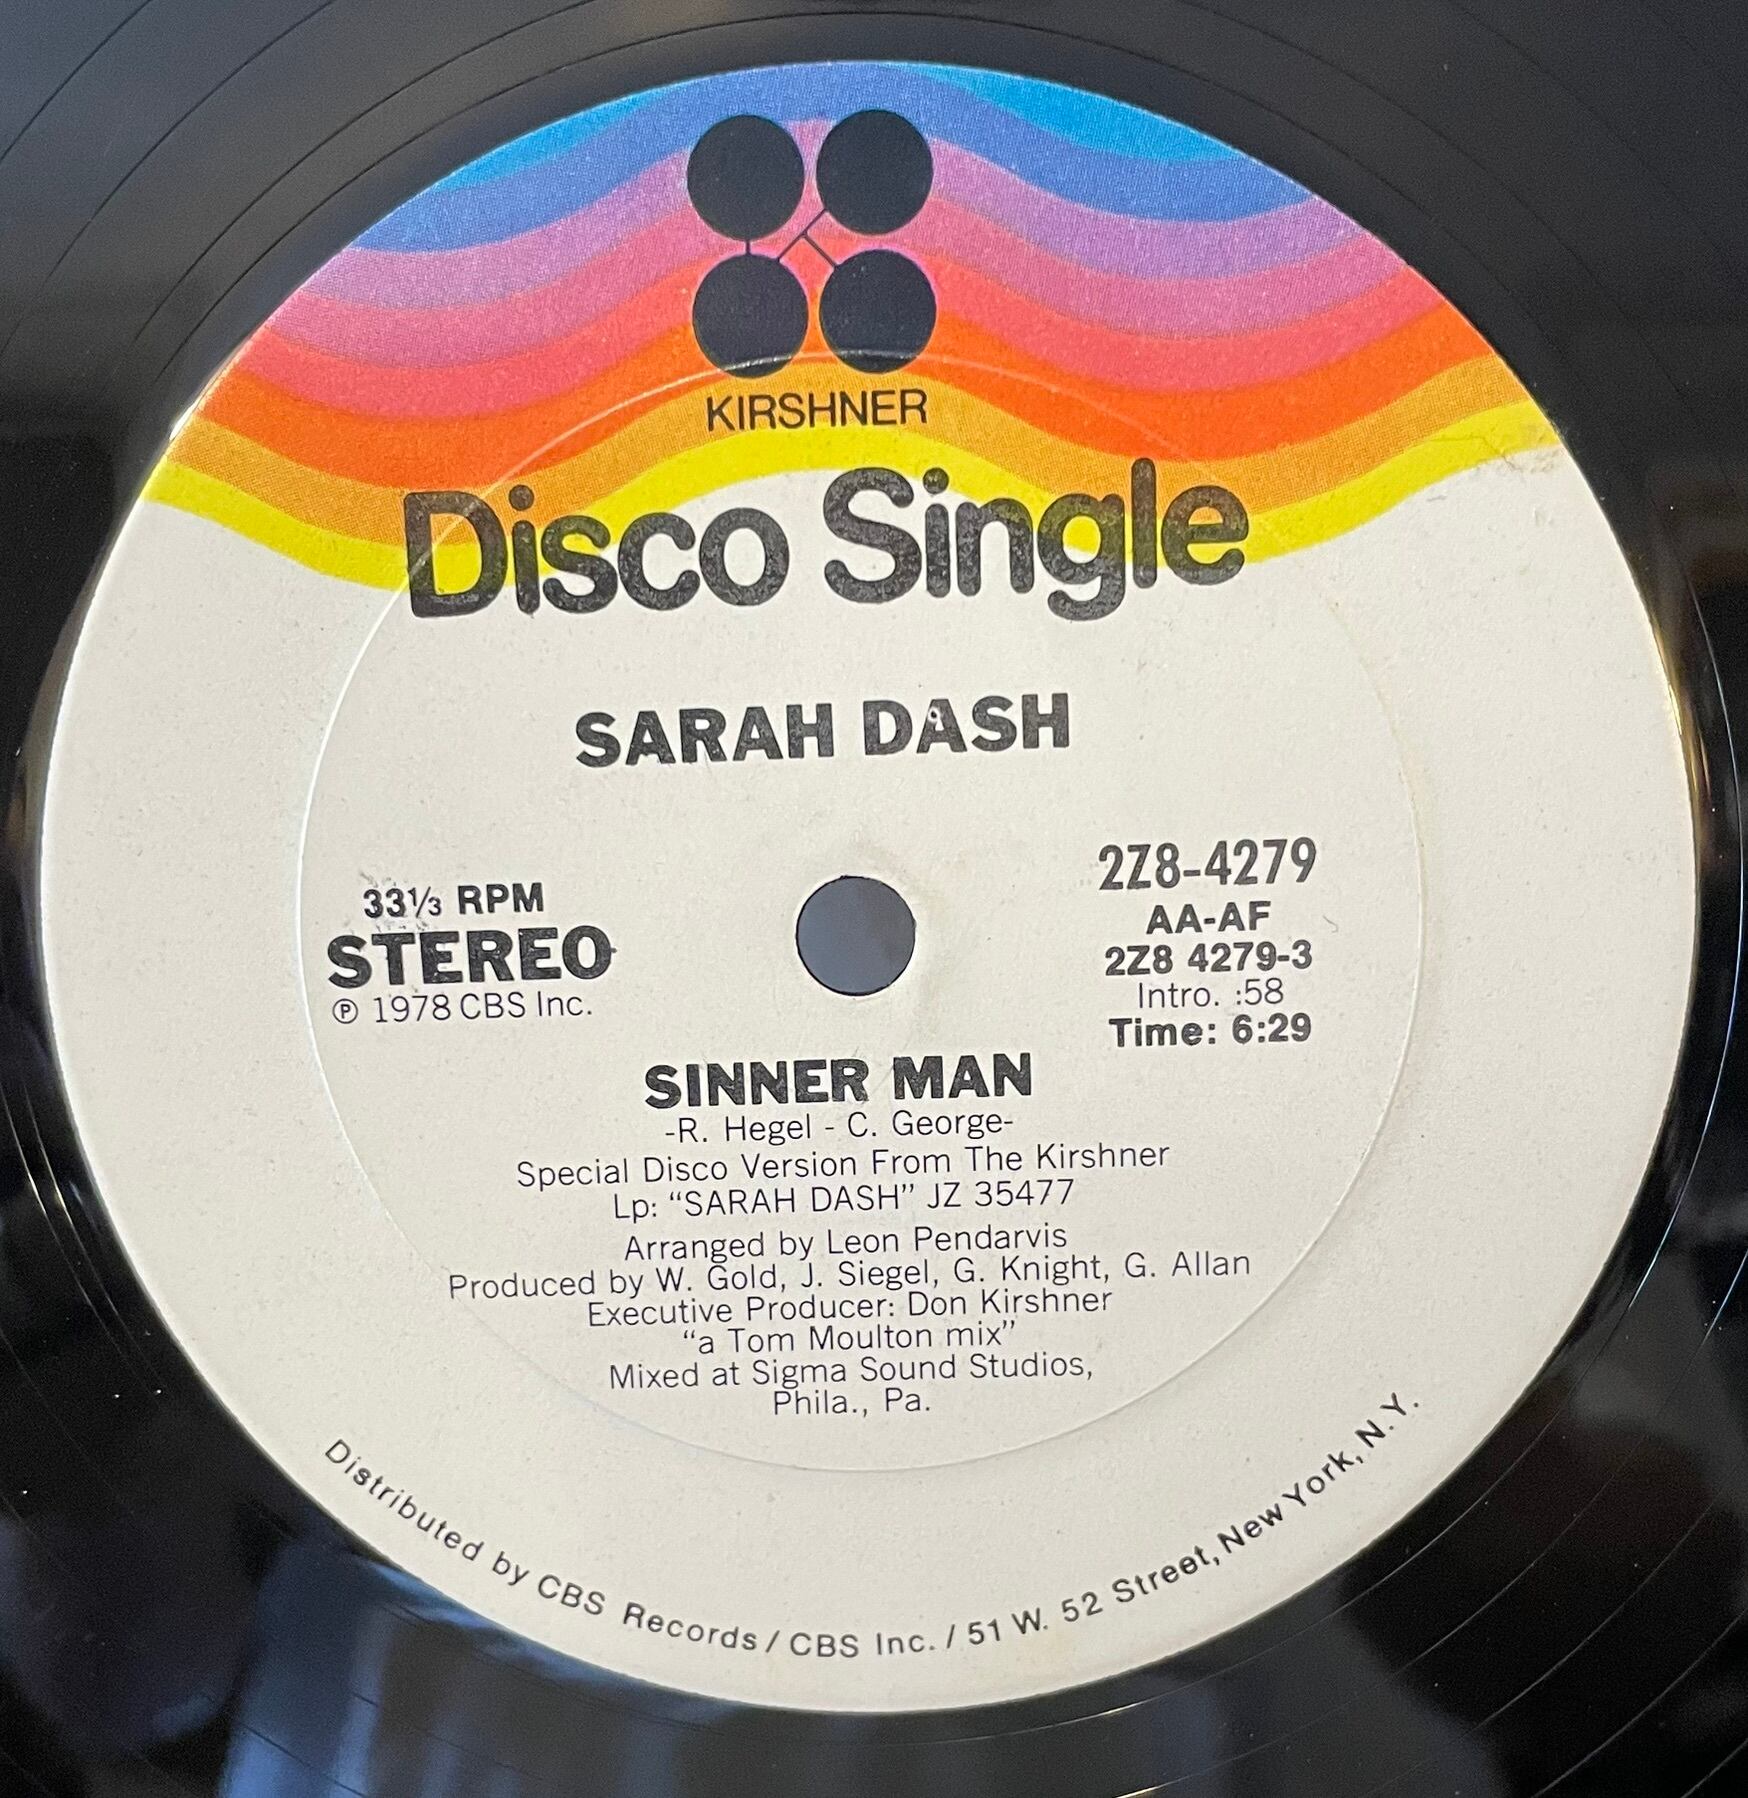 KIRSHNER
Disco Single
SARAH DASH
33⅓ RPM
STEREO
℗ 1978 CBS Inc.
2Z8-4279
AA-AF
2Z8 4279-3
Intro. :58
Time: 6:29
SINNER MAN
-R. Hegel - C. George-
Special Disco Version From The Kirshner
Lp: “SARAH DASH” JZ 35477
Arranged by Leon Pendarvis
Produced by W. Gold, J. Siegel, G. Knight, G. Allan
Executive Producer: Don Kirshner
“a Tom Moulton mix”
Mixed at Sigma Sound Studios,
Phila., Pa.
Distributed by CBS Records / CBS Inc. / 51 W. 52 Street, New York, N.Y.